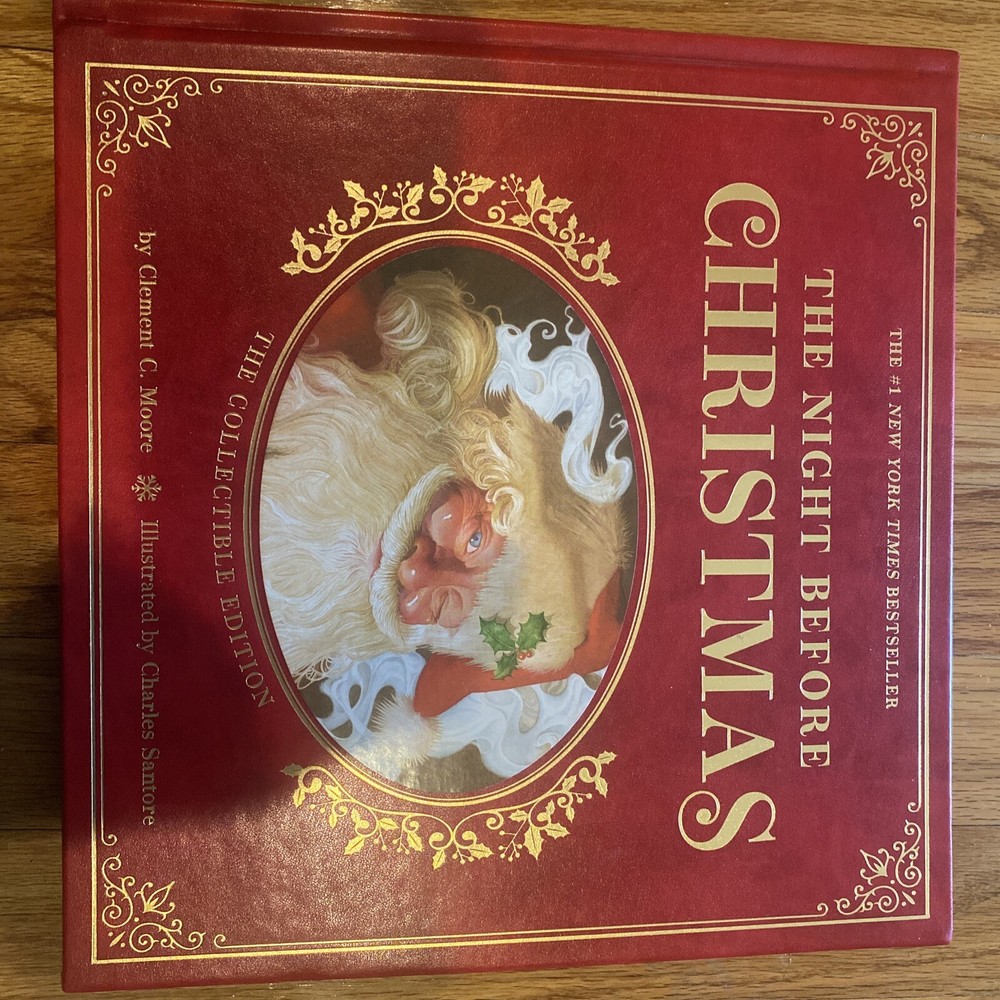 THE #1 NEW YORK TIMES BESTSELLER
THE NIGHT BEFORE
CHRISTMAS
THE COLLECTIBLE EDITION
by Clement C. Moore Illustrated by Charles Santore